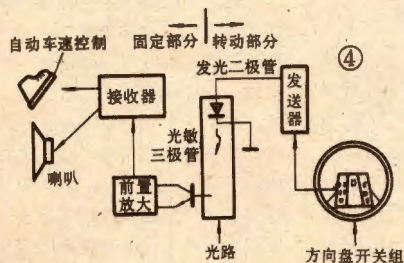 固定部分 转动部分
自动车速控制
④
发光二极管
接收器
发送器
光敏
三极管
喇叭
前置
放大
光路
方向盘开关组